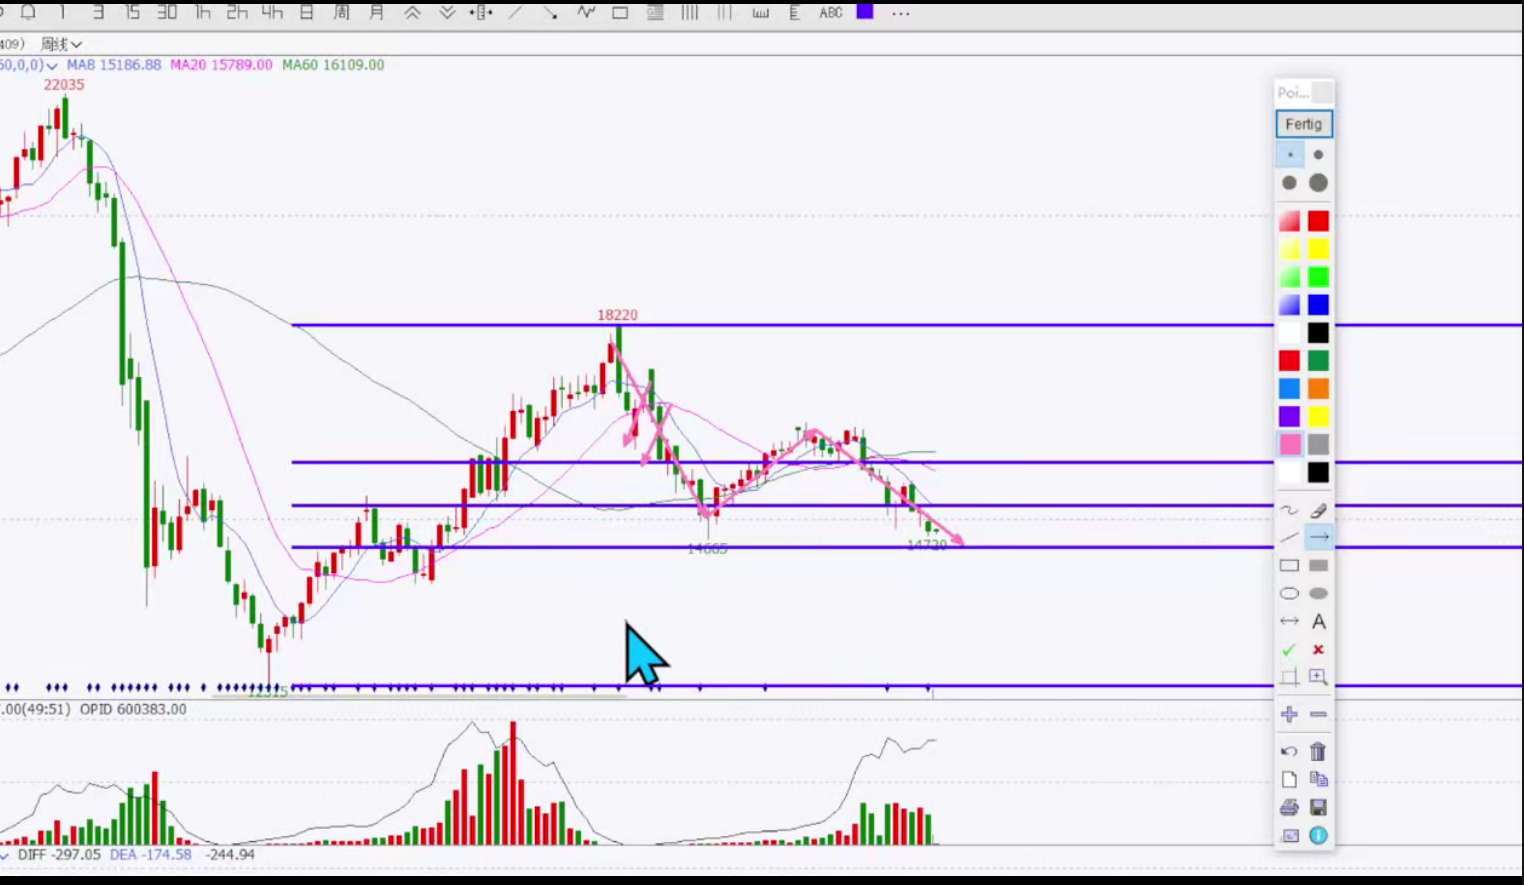 1 3 15 30 1h 2h 4h 日 周 月 ABC ...
409) 周线
60,0,0) MA8 15186.88 MA20 15789.00 MA60 16109.00
22035
Poi...
Fertig
18220
14665
14720
12315
A
.00(49:51) OPID 600383.00
DIFF -297.05 DEA -174.58 -244.94